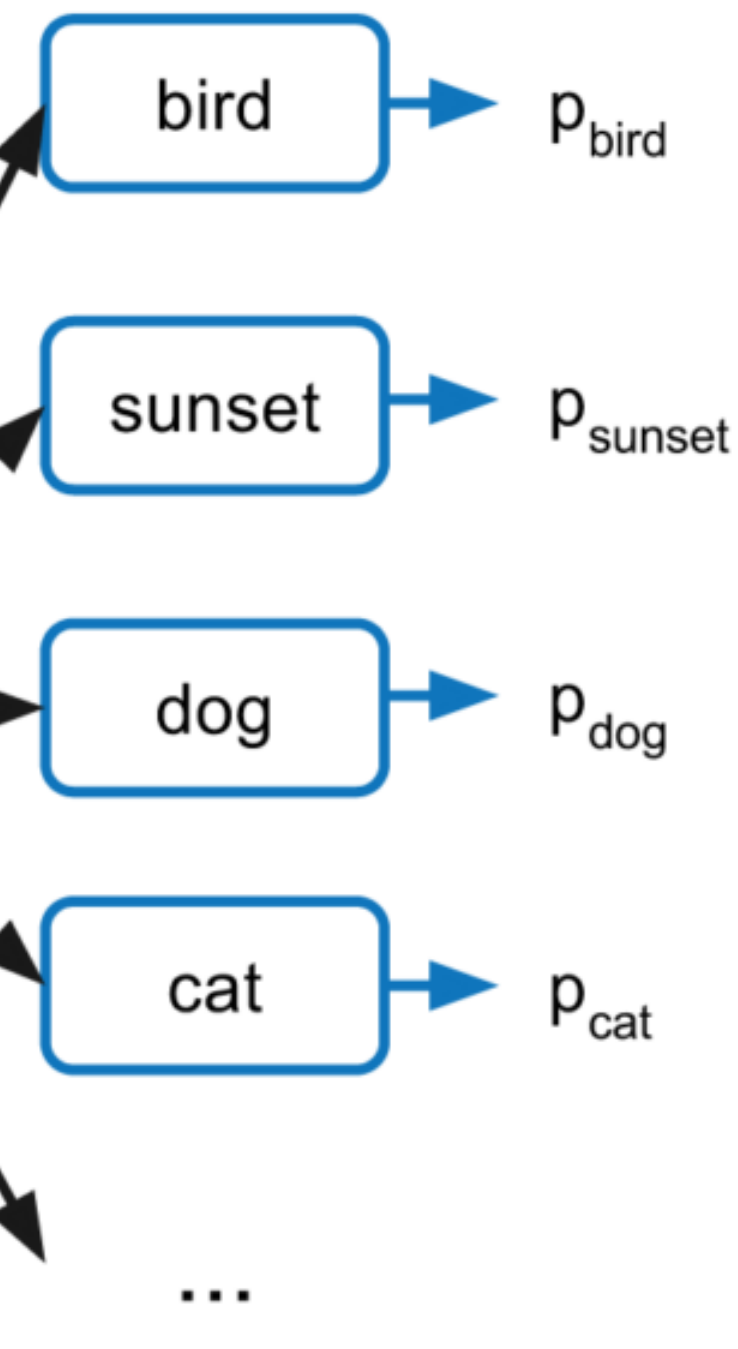 bird p_bird
sunset p_sunset
dog p_dog
cat p_cat
...